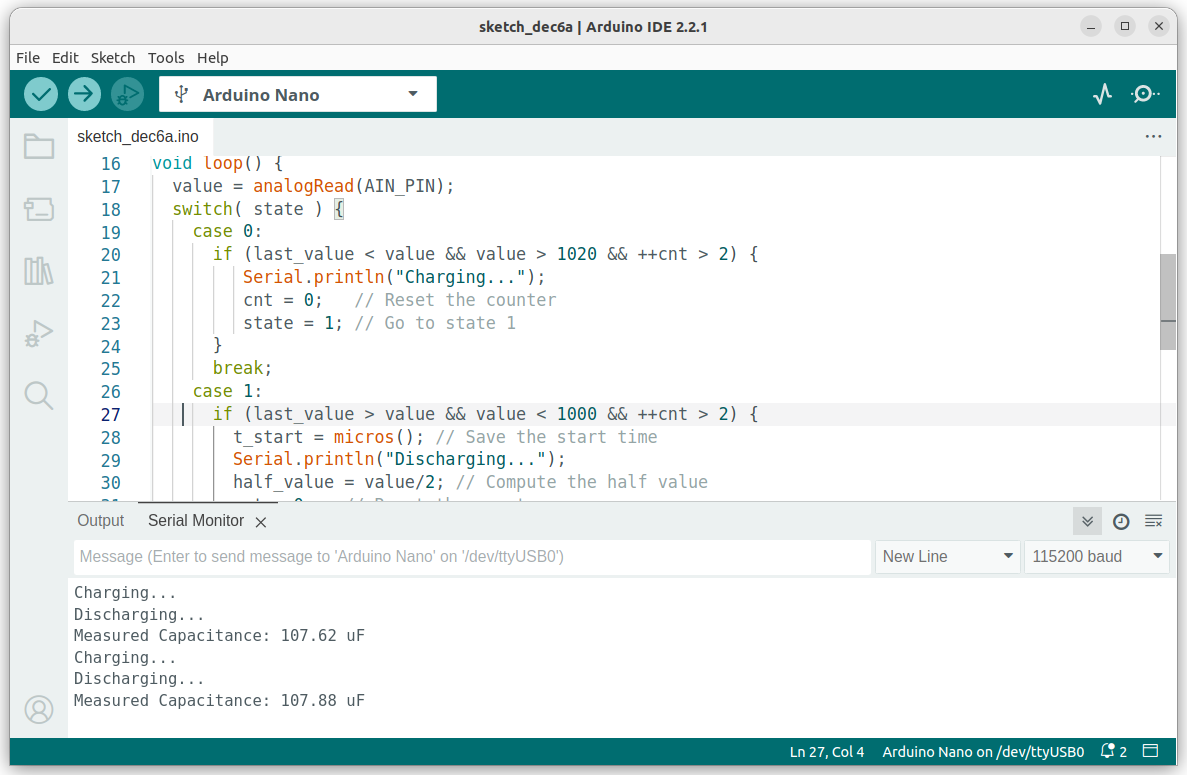 sketch_dec6a | Arduino IDE 2.2.1
File Edit Sketch Tools Help
Arduino Nano
sketch_dec6a.ino
16 void loop() {
17 value = analogRead(AIN_PIN);
18 switch( state ) {
19 case 0:
20 if (last_value < value && value > 1020 && ++cnt > 2) {
21 Serial.println("Charging...");
22 cnt = 0; // Reset the counter
23 state = 1; // Go to state 1
24 }
25 break;
26 case 1:
27 if (last_value > value && value < 1000 && ++cnt > 2) {
28 t_start = micros(); // Save the start time
29 Serial.println("Discharging...");
30 half_value = value/2; // Compute the half value
Output Serial Monitor
Message (Enter to send message to 'Arduino Nano' on '/dev/ttyUSB0')
New Line
115200 baud
Charging...
Discharging...
Measured Capacitance: 107.62 uF
Charging...
Discharging...
Measured Capacitance: 107.88 uF
Ln 27, Col 4 Arduino Nano on /dev/ttyUSB0 2